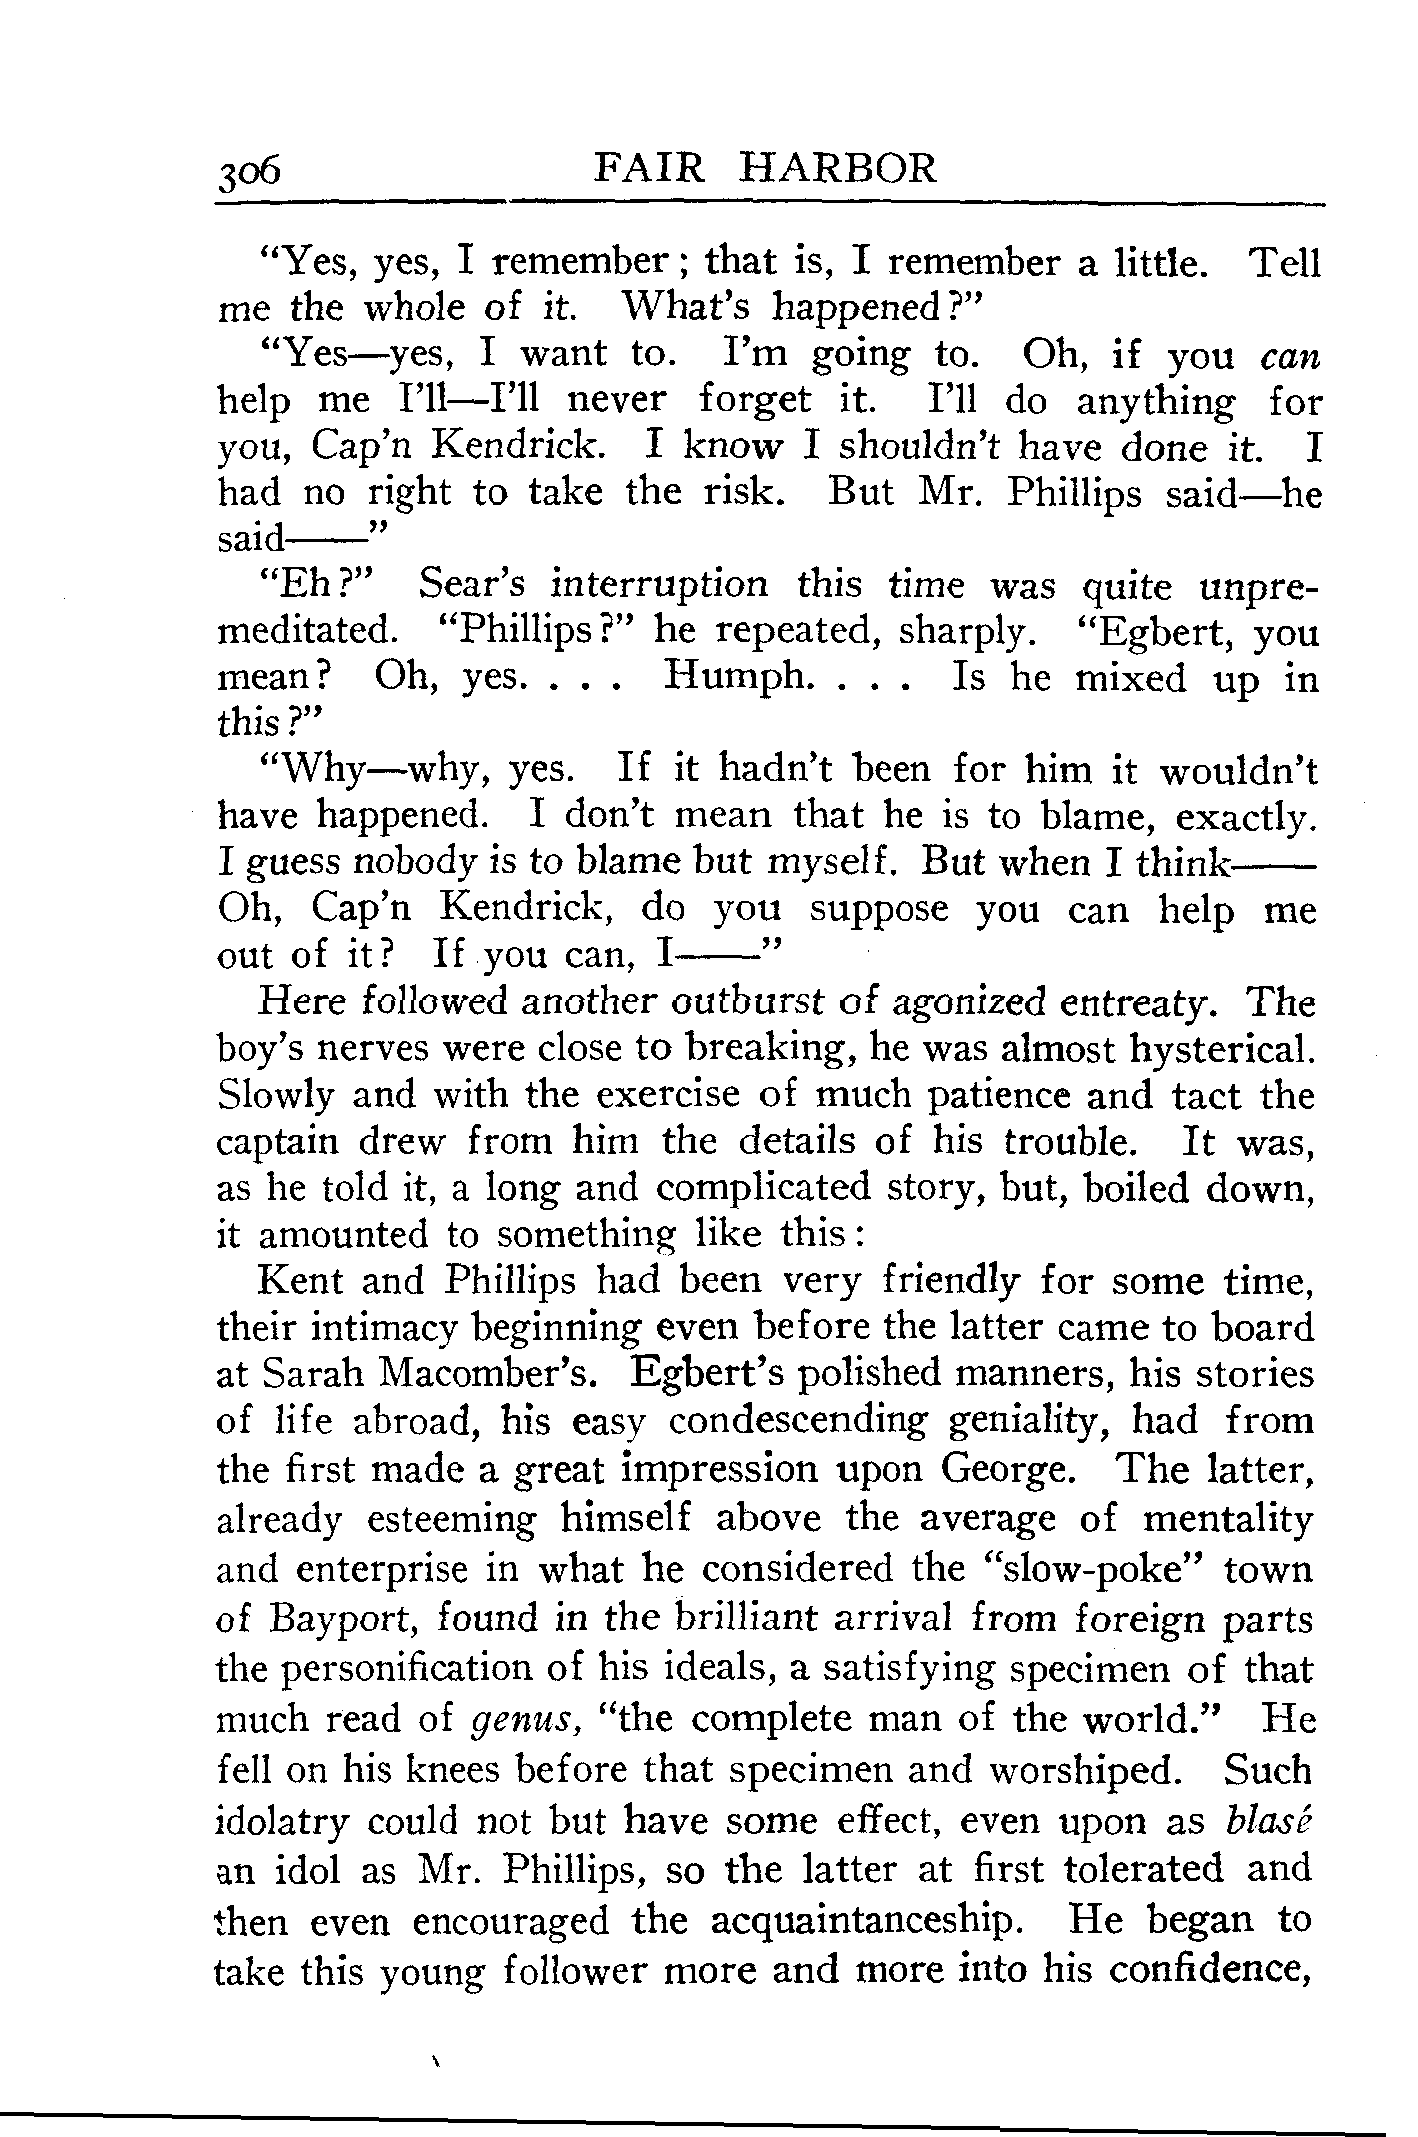 306 FAIR HARBOR
"Yes, yes, I remember; that is, I remember a little. Tell
me the whole of it. What's happened?"
"Yes—yes, I want to. I'm going to. Oh, if you can
help me I'll—I'll never forget it. I'll do anything for
you, Cap'n Kendrick. I know I shouldn't have done it. I
had no right to take the risk. But Mr. Phillips said—he
said——"
"Eh?" Sear's interruption this time was quite unpre-
meditated. "Phillips?" he repeated, sharply. "Egbert, you
mean? Oh, yes. . . . Humph. . . . Is he mixed up in
this?"
"Why—why, yes. If it hadn't been for him it wouldn't
have happened. I don't mean that he is to blame, exactly.
I guess nobody is to blame but myself. But when I think——
Oh, Cap'n Kendrick, do you suppose you can help me
out of it? If you can, I——"
Here followed another outburst of agonized entreaty. The
boy's nerves were close to breaking, he was almost hysterical.
Slowly and with the exercise of much patience and tact the
captain drew from him the details of his trouble. It was,
as he told it, a long and complicated story, but, boiled down,
it amounted to something like this:
Kent and Phillips had been very friendly for some time,
their intimacy beginning even before the latter came to board
at Sarah Macomber's. Egbert's polished manners, his stories
of life abroad, his easy condescending geniality, had from
the first made a great impression upon George. The latter,
already esteeming himself above the average of mentality
and enterprise in what he considered the "slow-poke" town
of Bayport, found in the brilliant arrival from foreign parts
the personification of his ideals, a satisfying specimen of that
much read of genus, "the complete man of the world." He
fell on his knees before that specimen and worshiped. Such
idolatry could not but have some effect, even upon as blasé
an idol as Mr. Phillips, so the latter at first tolerated and
then even encouraged the acquaintanceship. He began to
take this young follower more and more into his confidence,